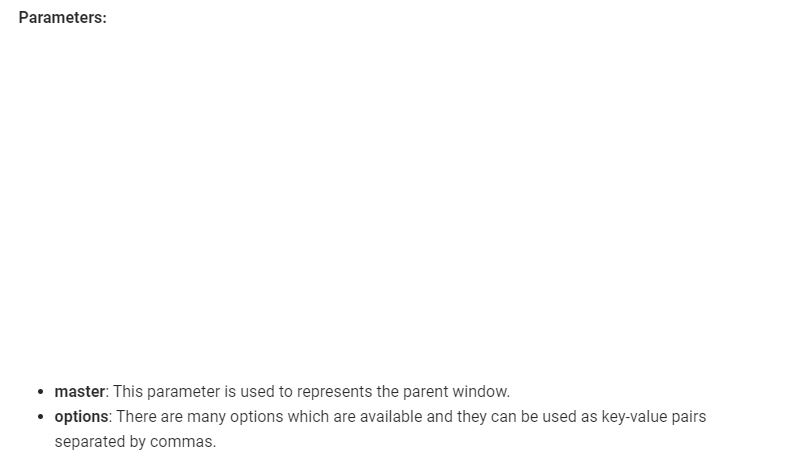 Parameters:
• master: This parameter is used to represents the parent window.
• options: There are many options which are available and they can be used as key-value pairs
separated by commas.